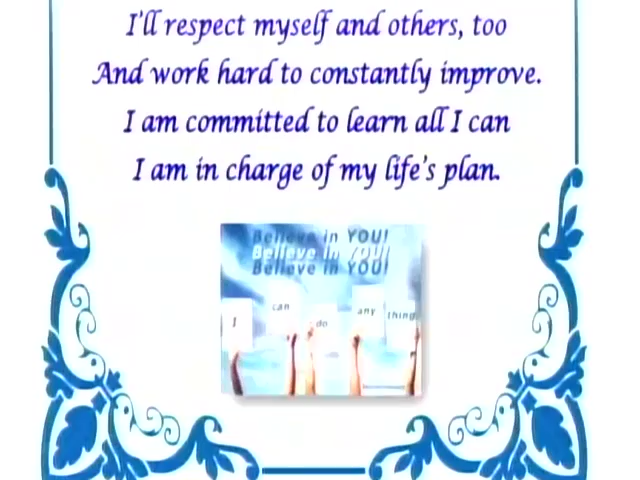 I'll respect myself and others, too
And work hard to constantly improve.
I am committed to learn all I can
I am in charge of my life's plan.
Believe in YOU!
Believe in YOU!
Believe in YOU!
I can do any thing